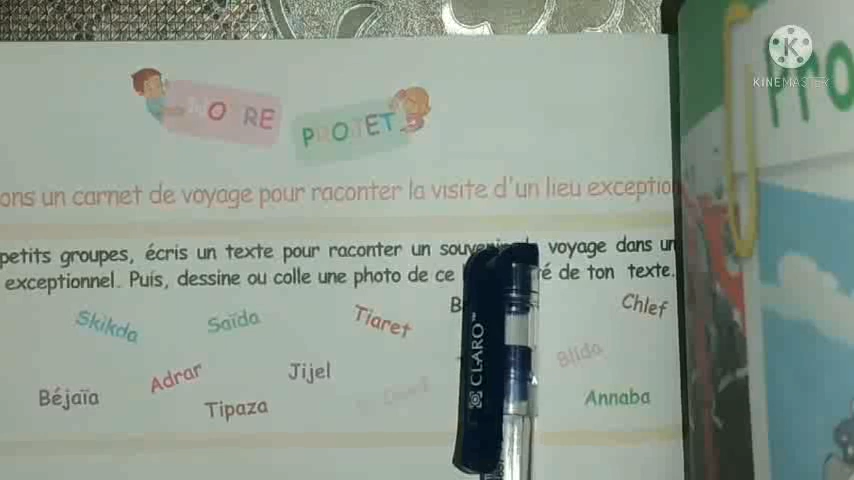 NOTRE PROJET
KINEMASTER
Pro
ons un carnet de voyage pour raconter la visite d'un lieu exception
petits groupes, écris un texte pour raconter un souvenir voyage dans un
exceptionnel. Puis, dessine ou colle une photo de ce de ton texte.
Skikda Saïda Tiaret Chlef
Béjaïa Adrar Jijel Blida
Tipaza Annaba
CLARO